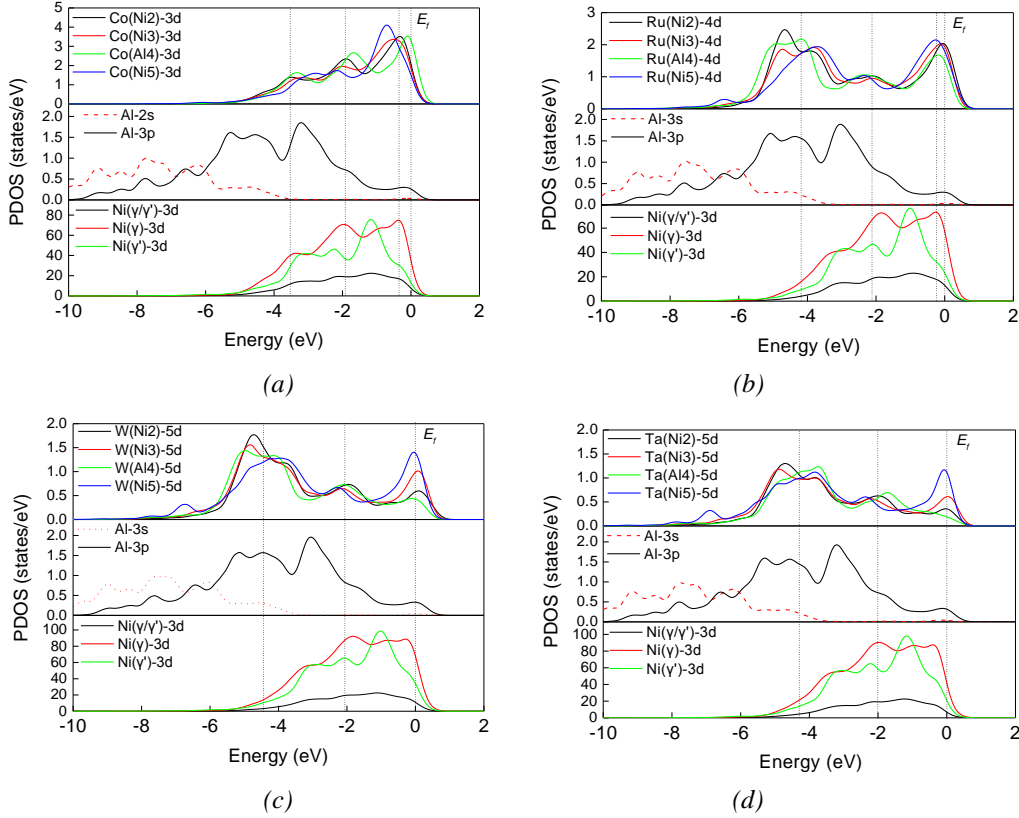 PDOS (states/eV)
5
4
3
2
1
0
Co(Ni2)-3d
Co(Ni3)-3d
Co(Al4)-3d
Co(Ni5)-3d
E_f
2.0
1.5
1.0
0.5
0.0
Al-2s
Al-3p
80
60
40
20
0
Ni(γ/γ')-3d
Ni(γ)-3d
Ni(γ')-3d
-10 -8 -6 -4 -2 0 2
Energy (eV)
(a)
PDOS (states/eV)
3
2
1
0
Ru(Ni2)-4d
Ru(Ni3)-4d
Ru(Al4)-4d
Ru(Ni5)-4d
E_f
2.0
1.5
1.0
0.5
0.0
Al-3s
Al-3p
80
60
40
20
0
Ni(γ/γ')-3d
Ni(γ)-3d
Ni(γ')-3d
-10 -8 -6 -4 -2 0 2
Energy (eV)
(b)
PDOS (states/eV)
2.0
1.5
1.0
0.5
0.0
W(Ni2)-5d
W(Ni3)-5d
W(Al4)-5d
W(Ni5)-5d
E_f
2.0
1.5
1.0
0.5
0.0
Al-3s
Al-3p
100
80
60
40
20
0
Ni(γ/γ')-3d
Ni(γ)-3d
Ni(γ')-3d
-10 -8 -6 -4 -2 0 2
Energy (eV)
(c)
PDOS (states/eV)
2.0
1.5
1.0
0.5
0.0
Ta(Ni2)-5d
Ta(Ni3)-5d
Ta(Al4)-5d
Ta(Ni5)-5d
E_f
2.0
1.5
1.0
0.5
0.0
Al-3s
Al-3p
100
80
60
40
20
0
Ni(γ/γ')-3d
Ni(γ)-3d
Ni(γ')-3d
-10 -8 -6 -4 -2 0 2
Energy (eV)
(d)